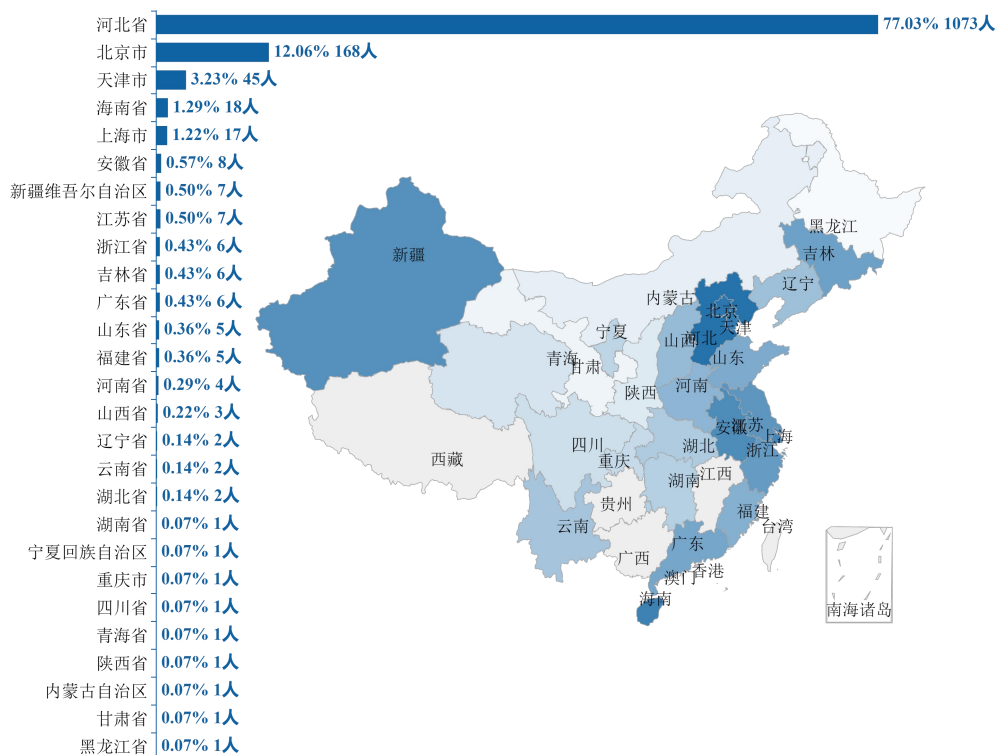 河北省 77.03% 1073人
北京市 12.06% 168人
天津市 3.23% 45人
海南省 1.29% 18人
上海市 1.22% 17人
安徽省 0.57% 8人
新疆维吾尔自治区 0.50% 7人
江苏省 0.50% 7人
浙江省 0.43% 6人
吉林省 0.43% 6人
广东省 0.43% 6人
山东省 0.36% 5人
福建省 0.36% 5人
河南省 0.29% 4人
山西省 0.22% 3人
辽宁省 0.14% 2人
云南省 0.14% 2人
湖北省 0.14% 2人
湖南省 0.07% 1人
宁夏回族自治区 0.07% 1人
重庆市 0.07% 1人
四川省 0.07% 1人
青海省 0.07% 1人
陕西省 0.07% 1人
内蒙古自治区 0.07% 1人
甘肃省 0.07% 1人
黑龙江省 0.07% 1人
黑龙江
吉林
新疆
辽宁
内蒙古
北京
天津
宁夏
山西
河北
青海
甘肃
山东
陕西
河南
安徽
江苏
上海
四川
湖北
浙江
西藏
重庆
湖南
江西
贵州
福建
云南
台湾
广西
广东
澳门
香港
海南
南海诸岛